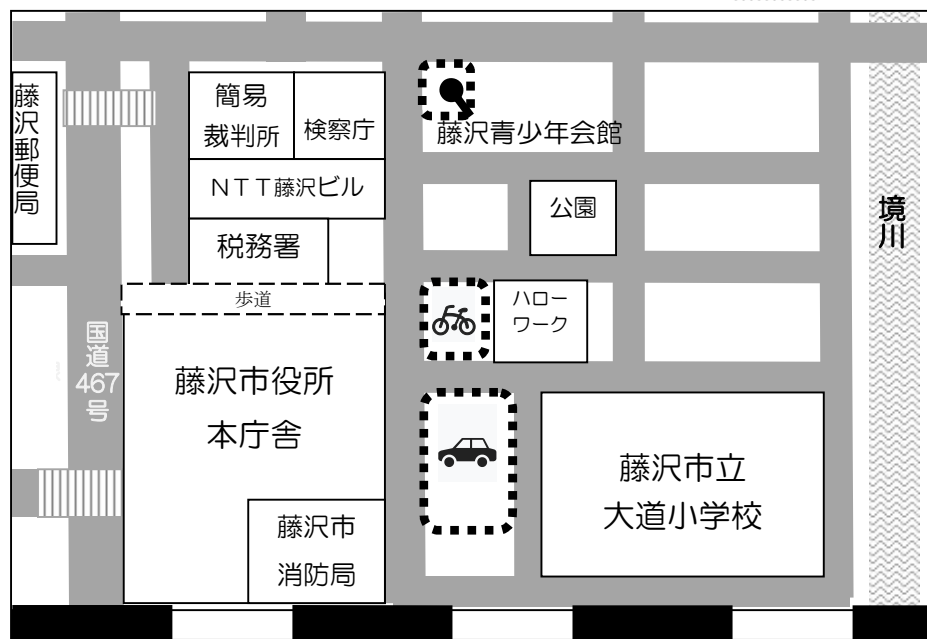 藤沢郵便局
簡易
裁判所
検察庁
藤沢青少年会館
ＮＴＴ藤沢ビル
公園
境川
税務署
歩道
ハロー
ワーク
国道
467
号
藤沢市役所
本庁舎
藤沢市立
大道小学校
藤沢市
消防局